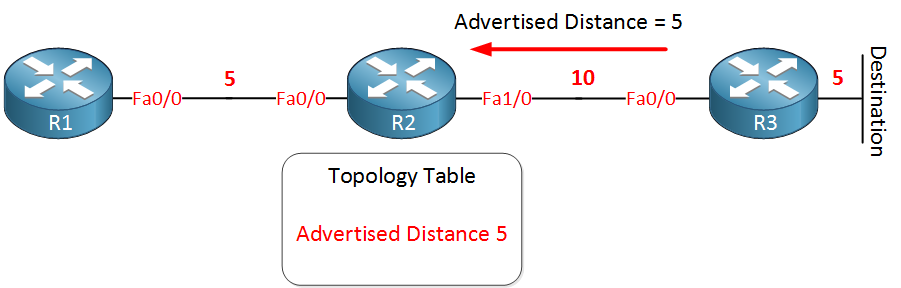 Advertised Distance = 5
5
10
5
Destination
Fa0/0
Fa0/0
Fa1/0
Fa0/0
R1
R2
R3
Topology Table
Advertised Distance 5